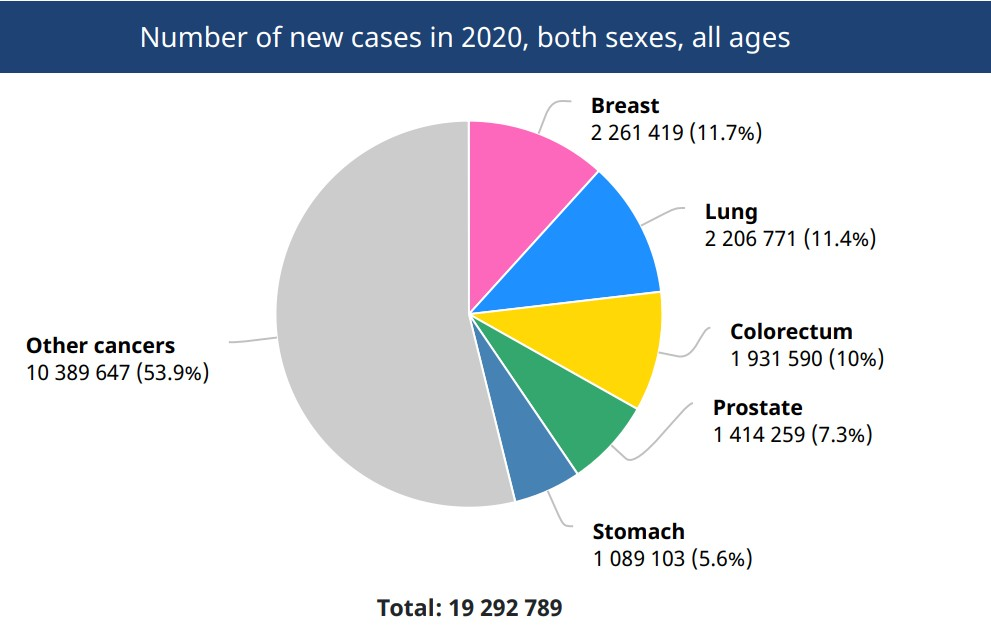 Number of new cases in 2020, both sexes, all ages
Breast
2 261 419 (11.7%)
Lung
2 206 771 (11.4%)
Colorectum
1 931 590 (10%)
Prostate
1 414 259 (7.3%)
Stomach
1 089 103 (5.6%)
Other cancers
10 389 647 (53.9%)
Total: 19 292 789